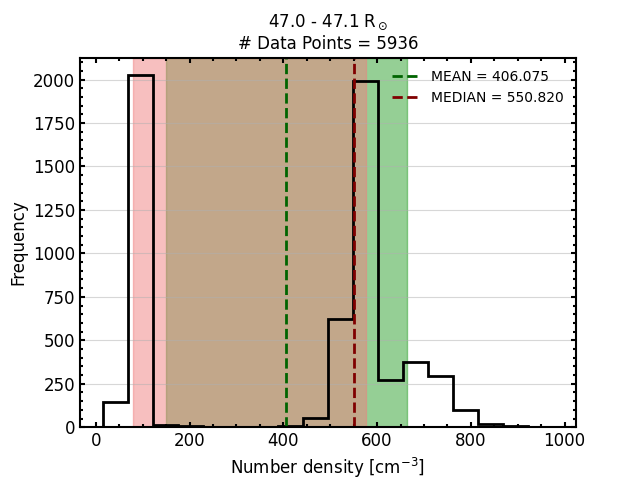 47.0 - 47.1 R⊙
# Data Points = 5936
MEAN = 406.075
MEDIAN = 550.820
Frequency
2000
1750
1500
1250
1000
750
500
250
0
0 200 400 600 800 1000
Number density [cm⁻³]